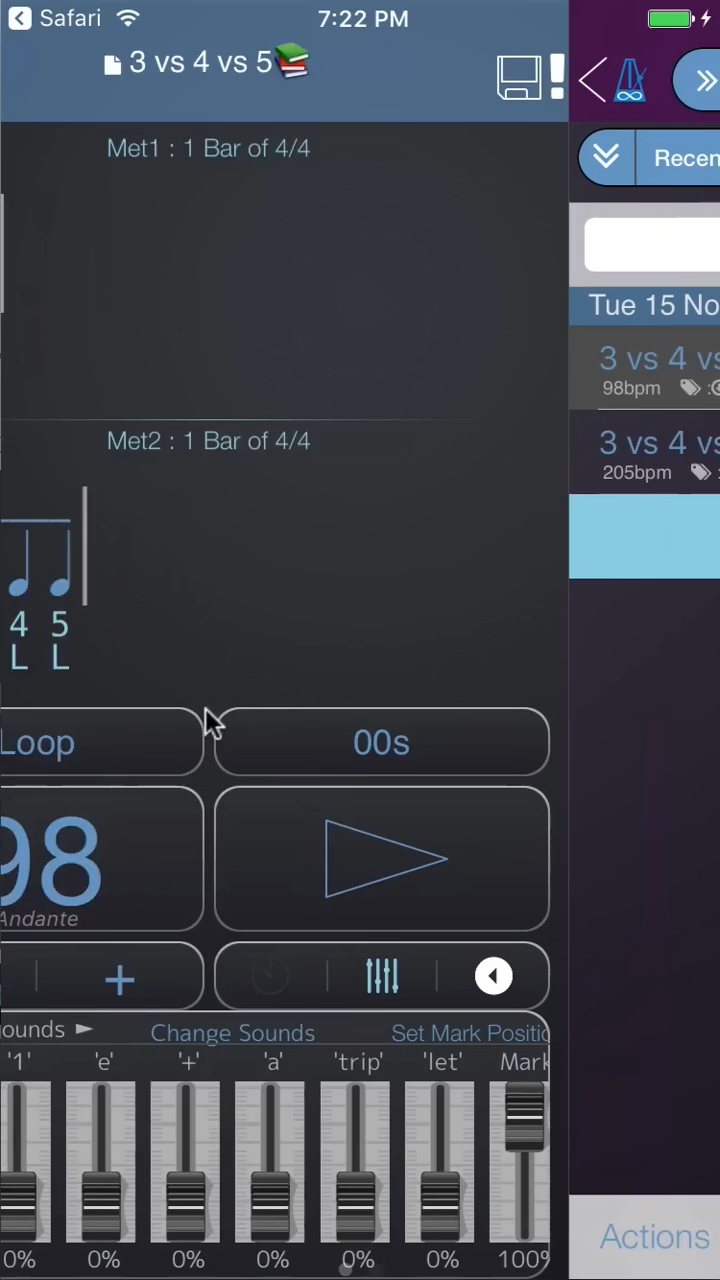 Safari
7:22 PM
3 vs 4 vs 5
Met1 : 1 Bar of 4/4
Recen
Tue 15 No
3 vs 4 vs
98bpm
Met2 : 1 Bar of 4/4
3 vs 4 vs
205bpm
4 5
L L
Loop
00s
98
Andante
+
ounds ►
Change Sounds
Set Mark Positio
'1' 'e' '+' 'a' 'trip' 'let' Mark
0% 0% 0% 0% 0% 0% 100%
Actions